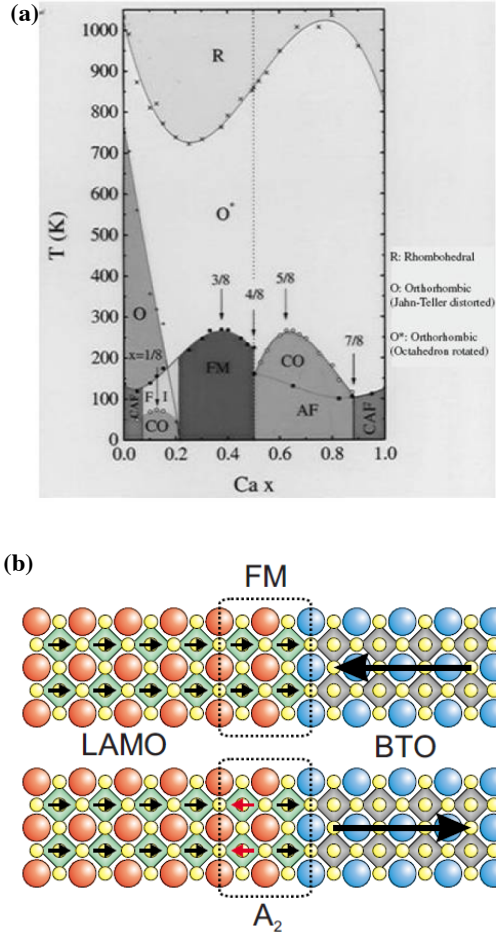 (a)
1000
900
800
700
600
500
400
300
200
100
0.0 0.2 0.4 0.6 0.8 1.0
T (K)
Ca x
R
O*
O
3/8
4/8
5/8
7/8
x=1/8
FM
CO
AF
CAF
F I
CO
CAF
R: Rhombohedral
O: Orthorhombic
(Jahn-Teller distorted)
O*: Orthorhombic
(Octahedron rotated)
(b)
FM
LAMO BTO
A2